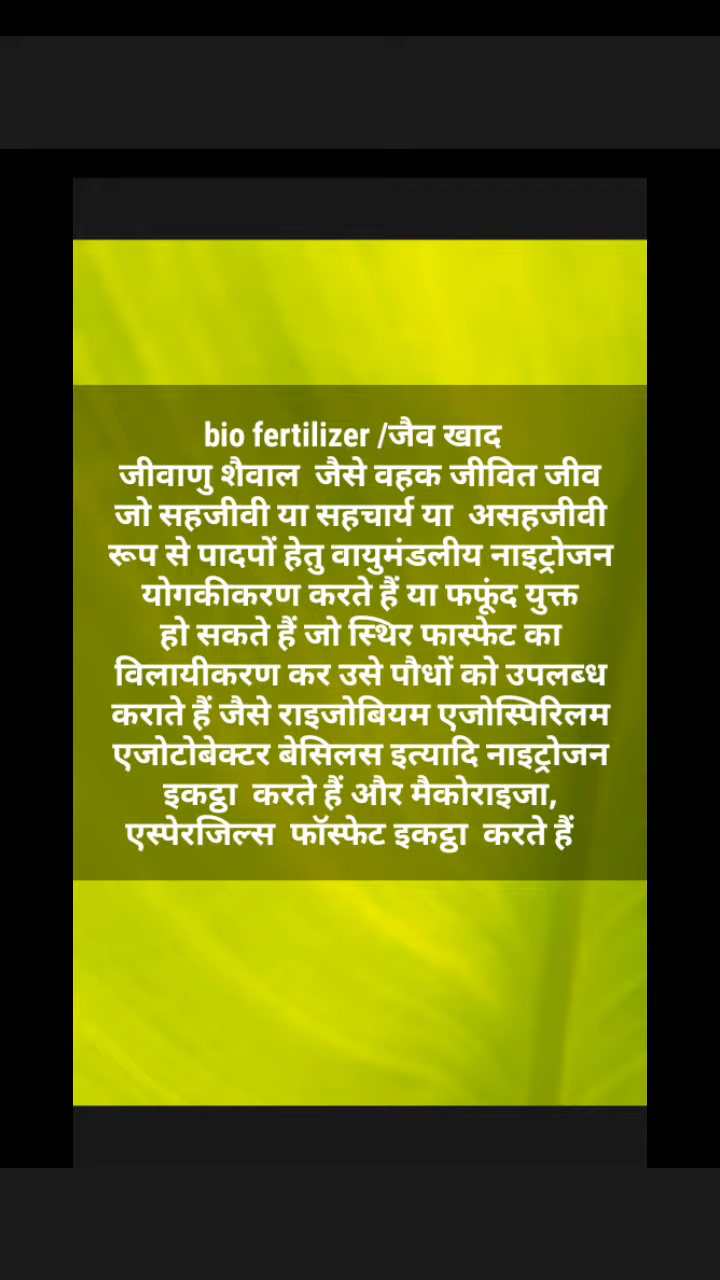 bio fertilizer /जैव खाद
जीवाणु शैवाल जैसे वहक जीवित जीव
जो सहजीवी या सहचार्य या असहजीवी
रूप से पादपों हेतु वायुमंडलीय नाइट्रोजन
योगकीकरण करते हैं या फफूंद युक्त
हो सकते हैं जो स्थिर फास्फेट का
विलायीकरण कर उसे पौधों को उपलब्ध
कराते हैं जैसे राइजोबियम एजोस्पिरिलम
एजोटोबेक्टर बेसिलस इत्यादि नाइट्रोजन
इकट्ठा करते हैं और मैकोराइजा,
एस्पेरजिल्स फॉस्फेट इकट्ठा करते हैं